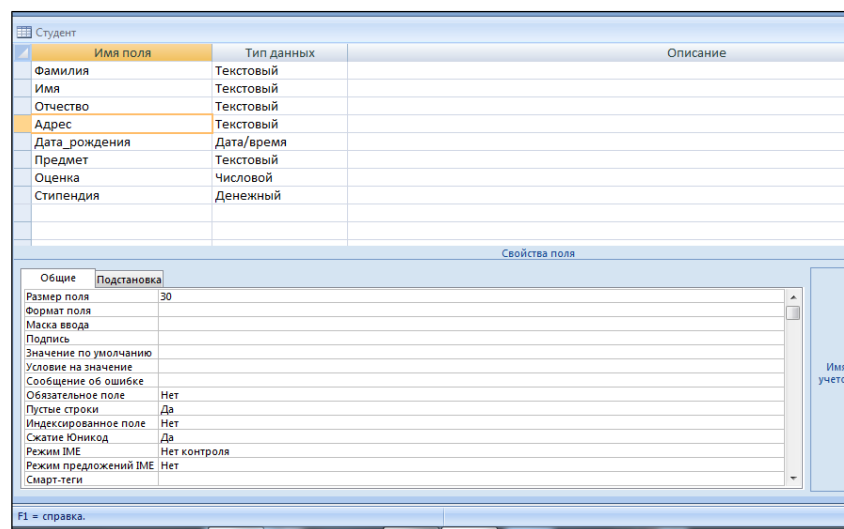 Студент
Имя поля Тип данных Описание
Фамилия Текстовый
Имя Текстовый
Отчество Текстовый
Адрес Текстовый
Дата_рождения Дата/время
Предмет Текстовый
Оценка Числовой
Стипендия Денежный
Свойства поля
Общие Подстановка
Размер поля 30
Формат поля
Маска ввода
Подпись
Значение по умолчанию
Условие на значение
Сообщение об ошибке
Обязательное поле Нет
Пустые строки Да
Индексированное поле Нет
Сжатие Юникод Да
Режим IME Нет контроля
Режим предложений IME Нет
Смарт-теги
Имя
учето
F1 = справка.